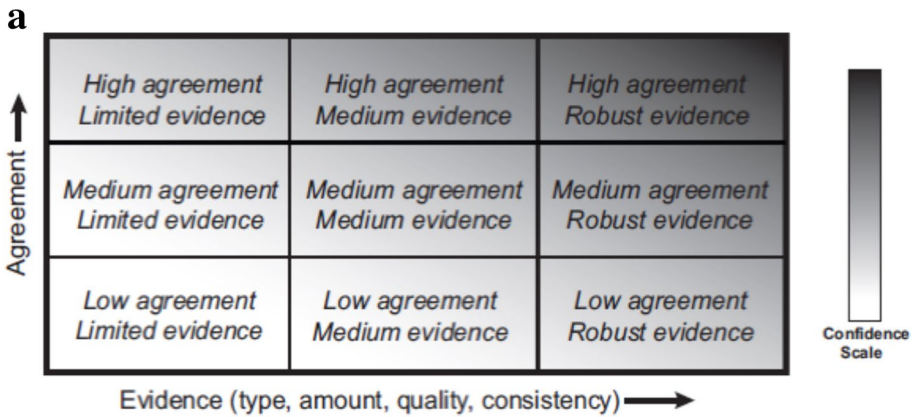 a
High agreement
Limited evidence
High agreement
Medium evidence
High agreement
Robust evidence
Medium agreement
Limited evidence
Medium agreement
Medium evidence
Medium agreement
Robust evidence
Low agreement
Limited evidence
Low agreement
Medium evidence
Low agreement
Robust evidence
Agreement
Evidence (type, amount, quality, consistency)
Confidence
Scale